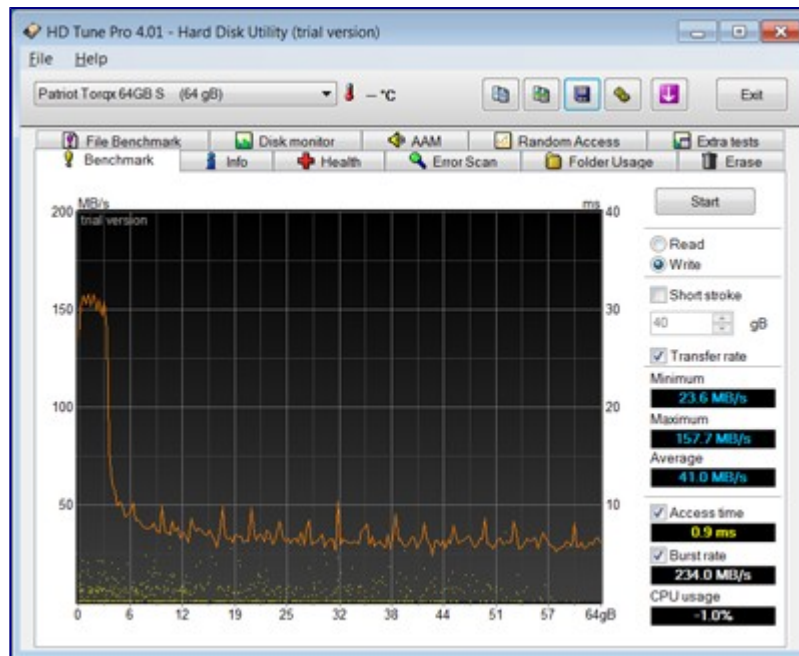 HD Tune Pro 4.01 - Hard Disk Utility (trial version)
File Help
Patriot Torqx 64GB S (64 gB)
– °C
Exit
File Benchmark Disk monitor AAM Random Access Extra tests
Benchmark Info Health Error Scan Folder Usage Erase
MB/s
ms
trial version
200
150
100
50
40
30
20
10
0 6 12 19 25 32 38 44 51 57 64gB
Start
Read
Write
Short stroke
40 gB
Transfer rate
Minimum
23.6 MB/s
Maximum
157.7 MB/s
Average
41.0 MB/s
Access time
0.9 ms
Burst rate
234.0 MB/s
CPU usage
-1.0%